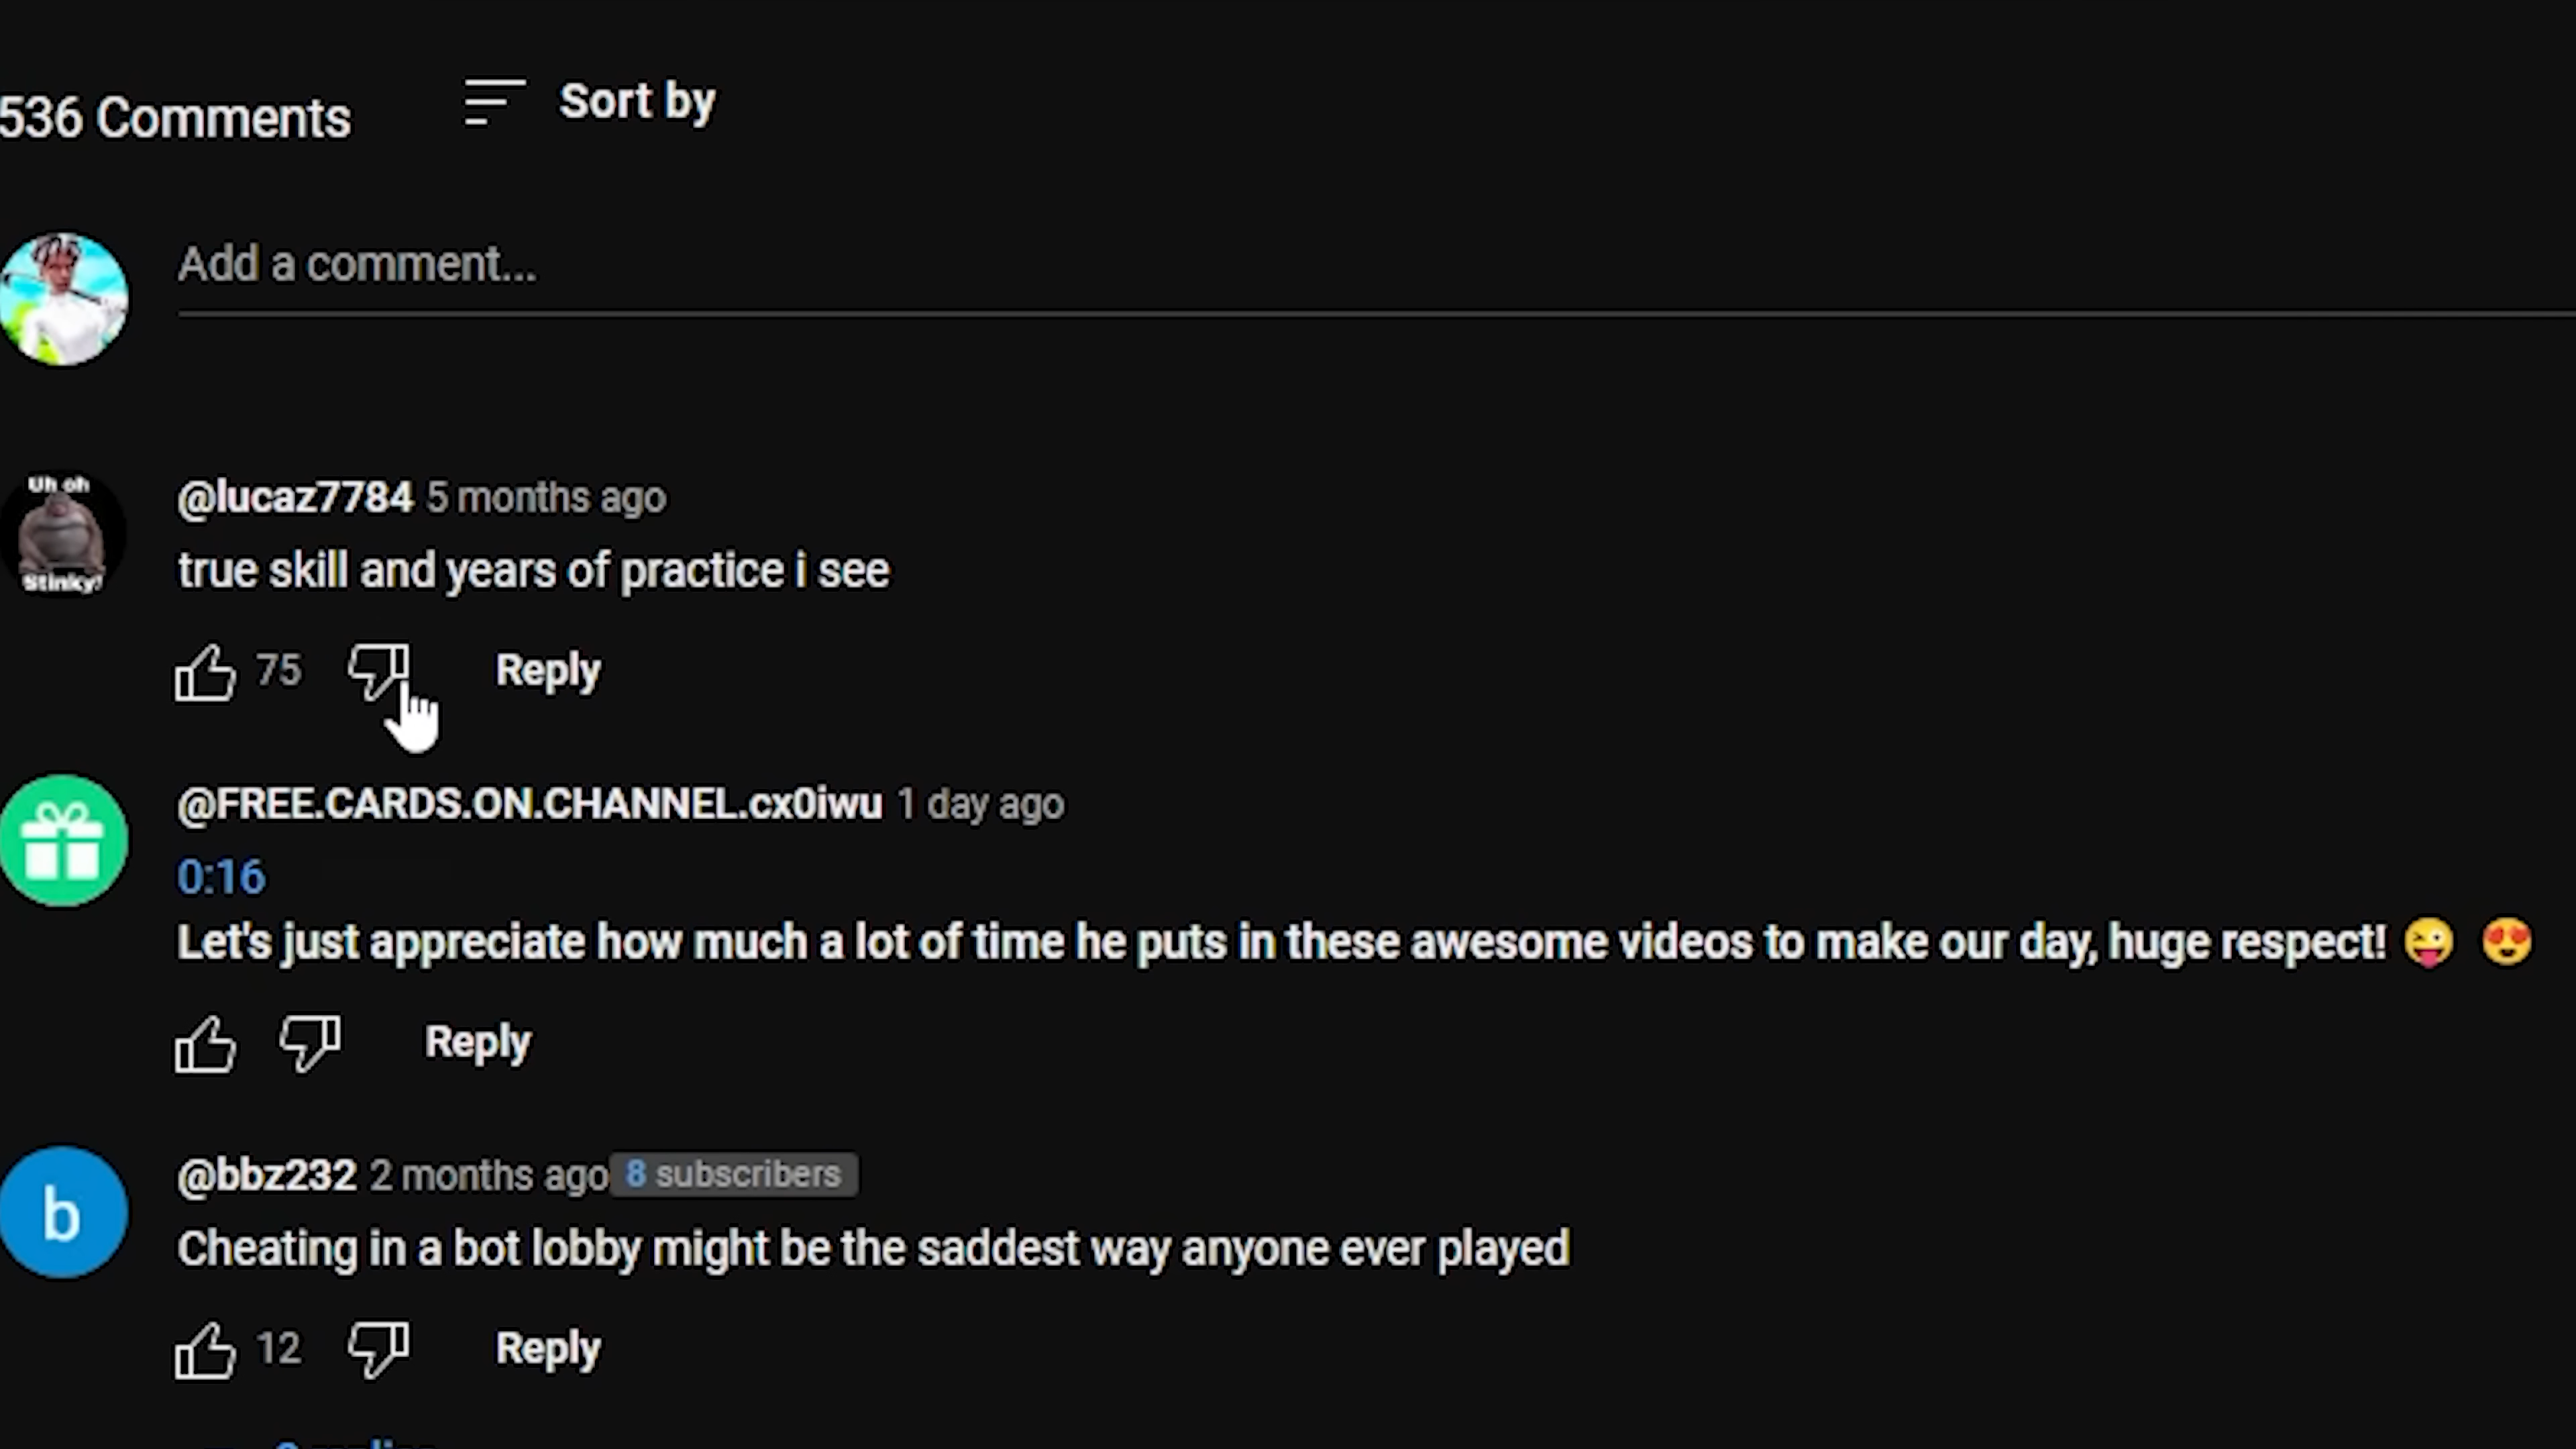 536 Comments
Sort by
Add a comment...
Uh oh
Stinky!
@lucaz7784 5 months ago
true skill and years of practice i see
75
Reply
@FREE.CARDS.ON.CHANNEL.cx0iwu 1 day ago
0:16
Let's just appreciate how much a lot of time he puts in these awesome videos to make our day, huge respect! 😜 😍
Reply
b
@bbz232 2 months ago 8 subscribers
Cheating in a bot lobby might be the saddest way anyone ever played
12
Reply